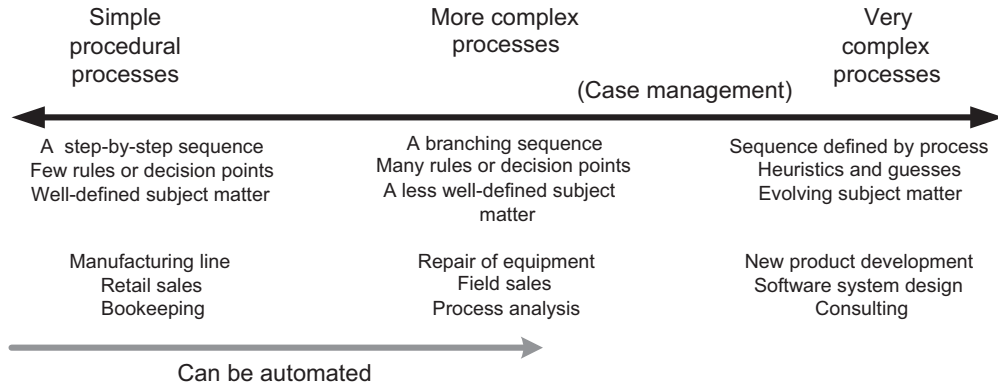 Simple
procedural
processes
More complex
processes
Very
complex
processes
(Case management)
A step-by-step sequence
Few rules or decision points
Well-defined subject matter
A branching sequence
Many rules or decision points
A less well-defined subject
matter
Sequence defined by process
Heuristics and guesses
Evolving subject matter
Manufacturing line
Retail sales
Bookeeping
Repair of equipment
Field sales
Process analysis
New product development
Software system design
Consulting
Can be automated